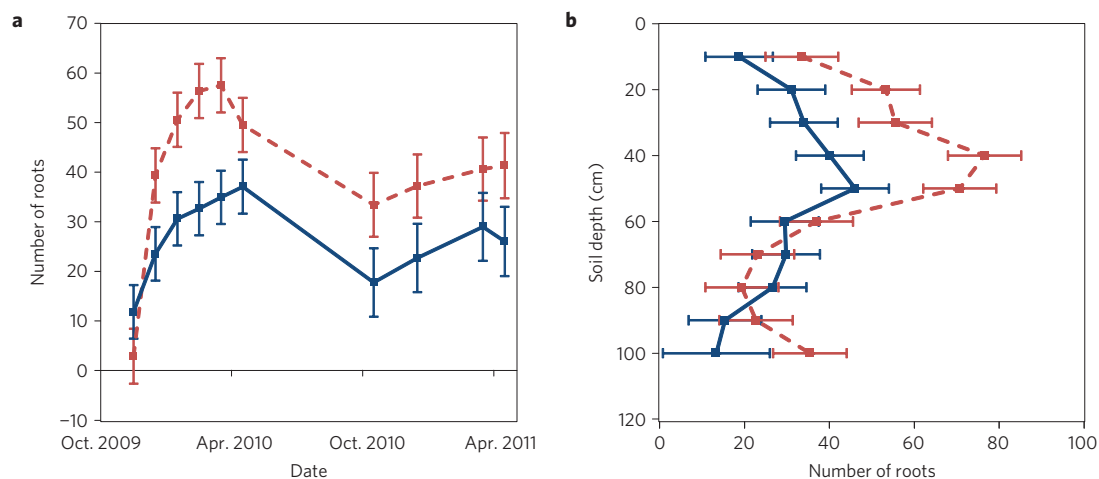 a
70
60
50
40
30
20
10
0
−10
Number of roots
Oct. 2009 Apr. 2010 Oct. 2010 Apr. 2011
Date
b
0
20
40
60
80
100
120
Soil depth (cm)
0 20 40 60 80 100
Number of roots